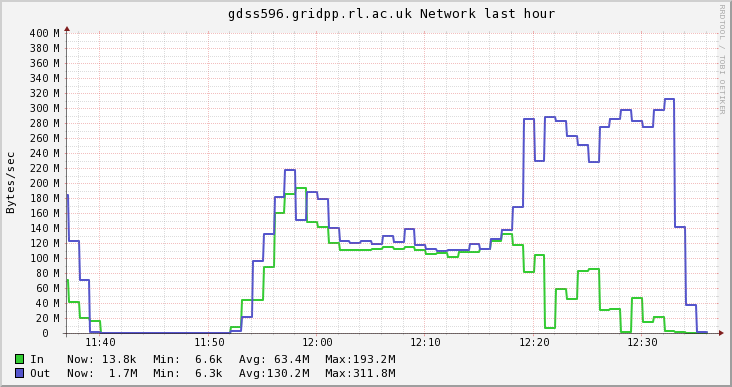 gdss596.gridpp.rl.ac.uk Network last hour
RRDTOOL / TOBI OETIKER
Bytes/sec
400 M
380 M
360 M
340 M
320 M
300 M
280 M
260 M
240 M
220 M
200 M
180 M
160 M
140 M
120 M
100 M
80 M
60 M
40 M
20 M
0
11:40 11:50 12:00 12:10 12:20 12:30
In Now: 13.8k Min: 6.6k Avg: 63.4M Max:193.2M
Out Now: 1.7M Min: 6.3k Avg:130.2M Max:311.8M